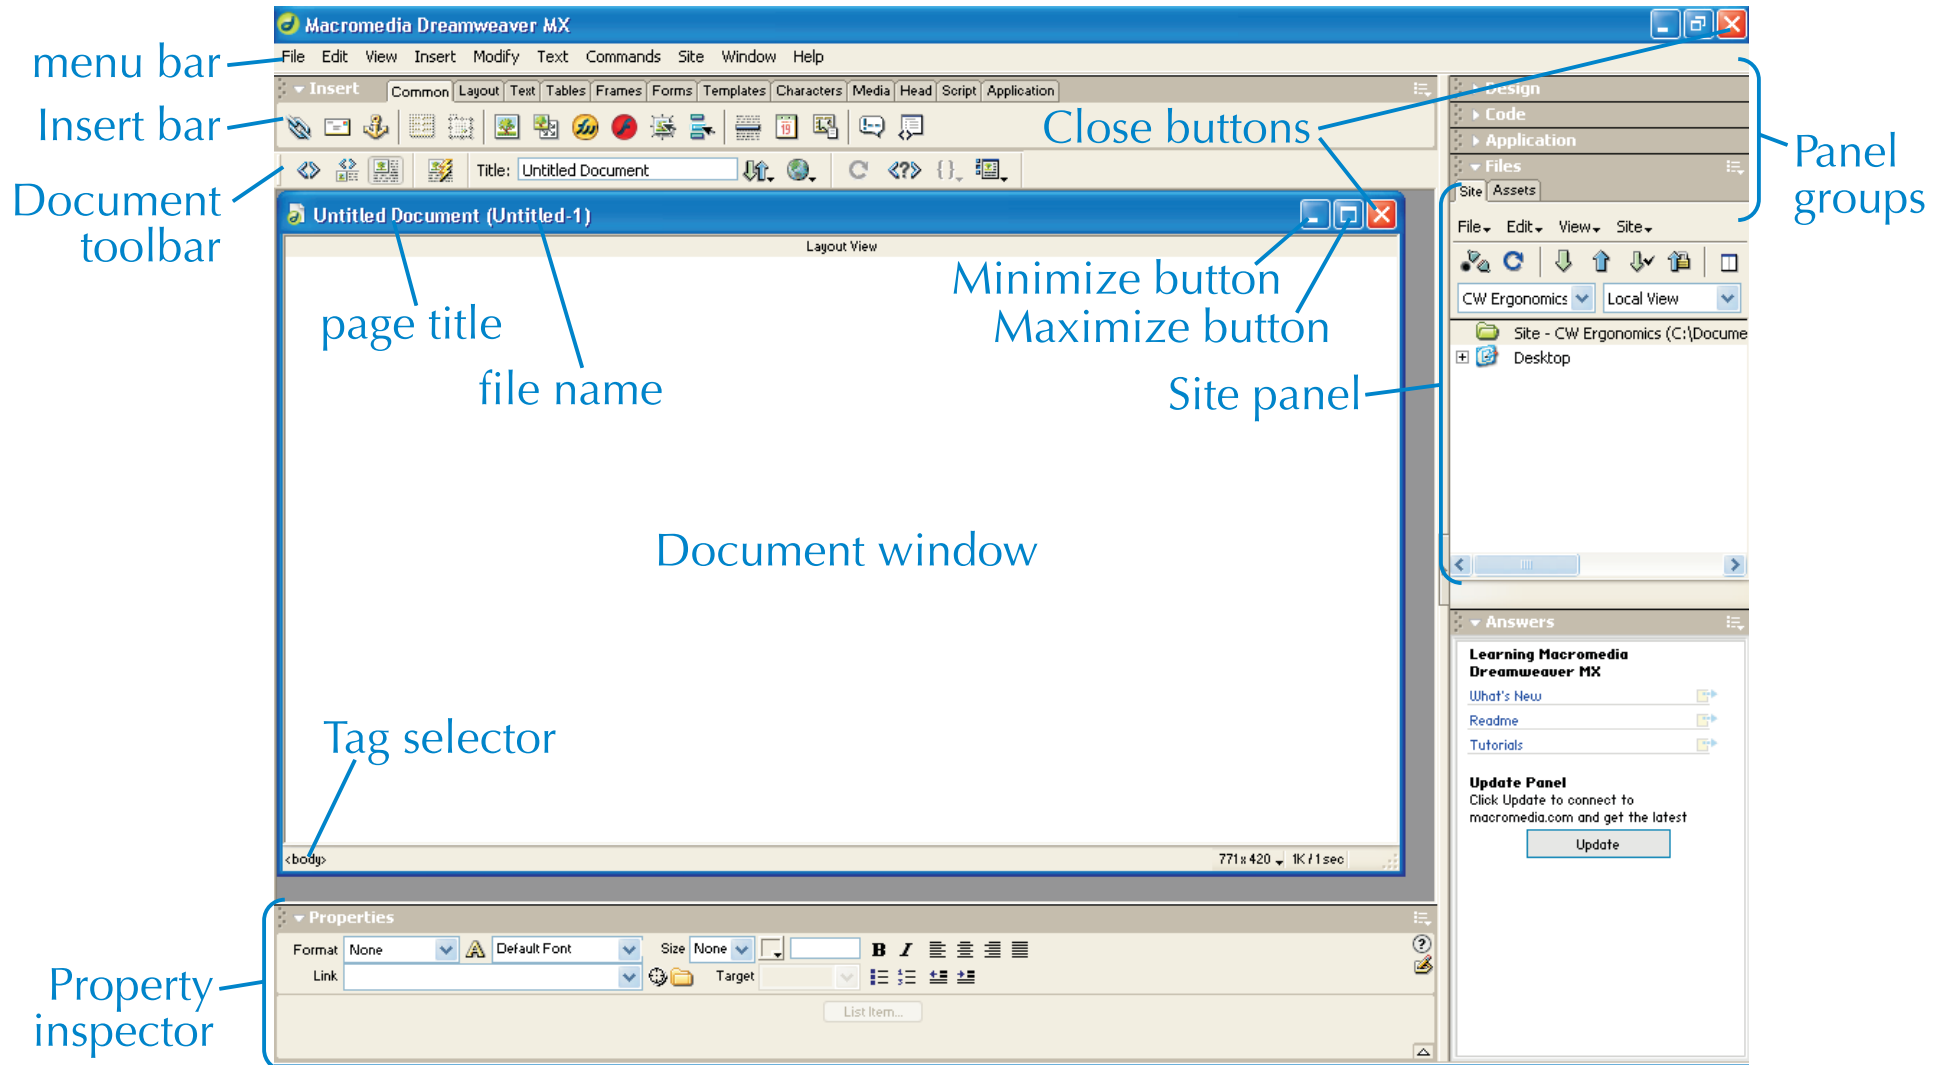 Macromedia Dreamweaver MX
File Edit View Insert Modify Text Commands Site Window Help
menu bar
Insert Common Layout Text Tables Frames Forms Templates Characters Media Head Script Application
Insert bar
19
Close buttons
Design
Code
Application
Files
Panel
groups
Document
toolbar
Title: Untitled Document
Site Assets
Untitled Document (Untitled-1)
Layout View
File Edit View Site
CW Ergonomics Local View
Site - CW Ergonomics (C:\Docume
Desktop
page title
file name
Minimize button
Maximize button
Site panel
Document window
Tag selector
<body>
771 x 420 1K / 1 sec
Answers
Learning Macromedia
Dreamweaver MX
What's New
Readme
Tutorials
Update Panel
Click Update to connect to
macromedia.com and get the latest
Update
Properties
Format None A Default Font Size None B I
Link Target
List Item...
Property
inspector